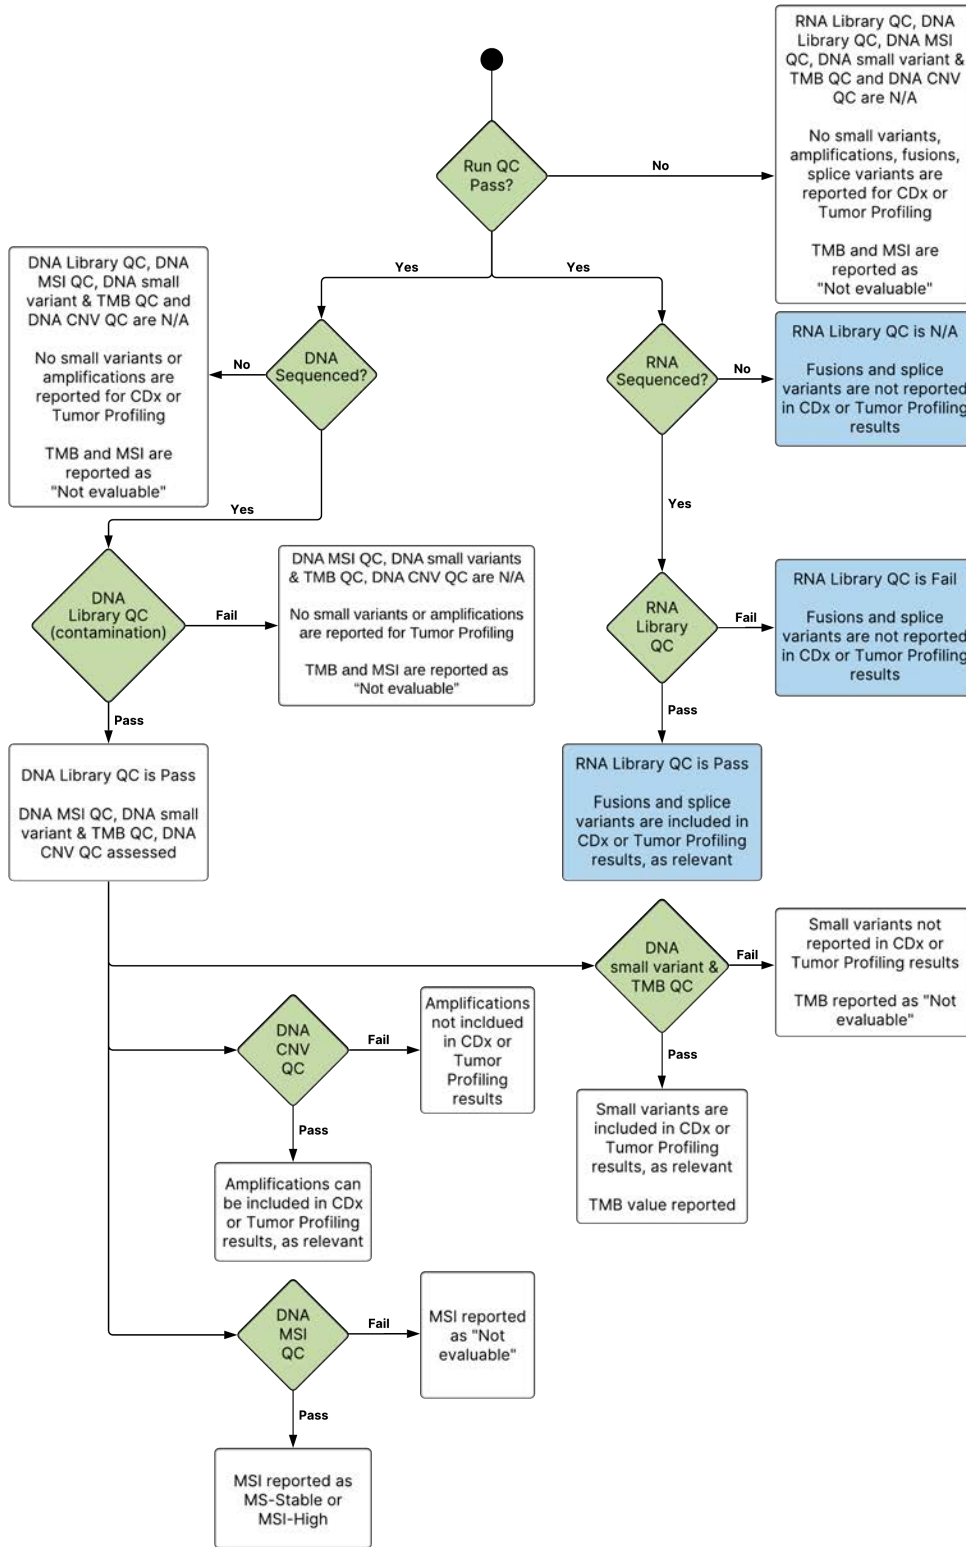 RNA Library QC, DNA
Library QC, DNA MSI
QC, DNA small variant &
TMB QC and DNA CNV
QC are N/A
No small variants,
amplifications, fusions,
splice variants are
reported for CDx or
Tumor Profiling
TMB and MSI are
reported as
"Not evaluable"
Run QC
Pass?
No
Yes
Yes
DNA Library QC, DNA
MSI QC, DNA small
variant & TMB QC and
DNA CNV QC are N/A
No small variants or
amplifications are
reported for CDx or
Tumor Profiling
TMB and MSI are
reported as
"Not evaluable"
No
DNA
Sequenced?
RNA
Sequenced?
No
RNA Library QC is N/A
Fusions and splice
variants are not reported
in CDx or Tumor Profiling
results
Yes
Yes
DNA
Library QC
(contamination)
Fail
DNA MSI QC, DNA small variants
& TMB QC, DNA CNV QC are N/A
No small variants or amplifications
are reported for Tumor Profiling
TMB and MSI are reported as
"Not evaluable"
RNA
Library
QC
Fail
RNA Library QC is Fail
Fusions and splice
variants are not reported
in CDx or Tumor Profiling
results
Pass
Pass
DNA Library QC is Pass
DNA MSI QC, DNA small
variant & TMB QC, DNA
CNV QC assessed
RNA Library QC is Pass
Fusions and splice
variants are included in
CDx or Tumor Profiling
results, as relevant
DNA
small variant &
TMB QC
Fail
Small variants not
reported in CDx or
Tumor Profiling results
TMB reported as "Not
evaluable"
DNA
CNV
QC
Fail
Amplifications
not incldued
in CDx or
Tumor
Profiling
results
Pass
Pass
Small variants are
included in CDx or
Tumor Profiling
results, as relevant
TMB value reported
Amplifications can
be included in CDx
or Tumor Profiling
results, as relevant
DNA
MSI
QC
Fail
MSI reported
as "Not
evaluable"
Pass
MSI reported as
MS-Stable or
MSI-High